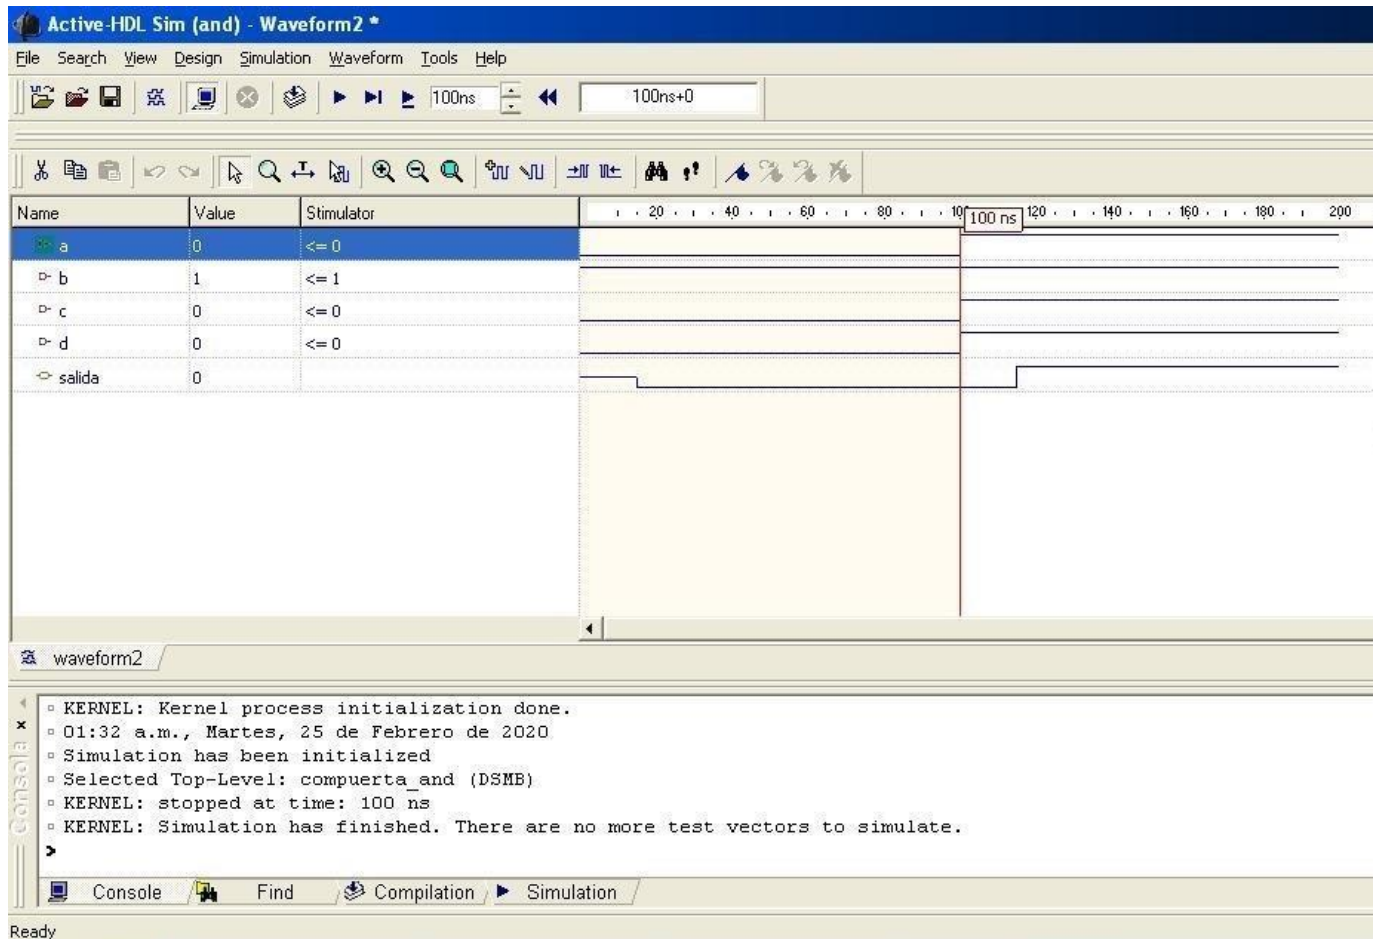 Active-HDL Sim (and) - Waveform2 *
File Search View Design Simulation Waveform Tools Help
100ns 100ns+0
Name Value Stimulator 20 40 60 80 100 ns 120 140 160 180 200
a 0 <= 0
b 1 <= 1
c 0 <= 0
d 0 <= 0
salida 0
waveform2
KERNEL: Kernel process initialization done.
01:32 a.m., Martes, 25 de Febrero de 2020
Simulation has been initialized
Selected Top-Level: compuerta_and (DSMB)
KERNEL: stopped at time: 100 ns
KERNEL: Simulation has finished. There are no more test vectors to simulate.
>
Consola
Console Find Compilation Simulation
Ready